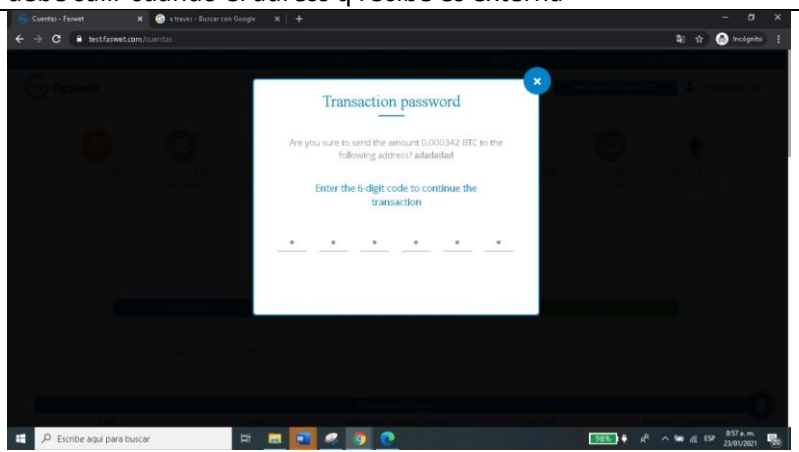 debe salir cuando el adress q recibe es externa
Cuentas - Faswet
a traves - Buscar con Google
test.faswet.com/cuentas
Incógnito
Faswet
Transaction password
Are you sure to send the amount 0.000342 BTC to the
following address? adadadad
Enter the 6-digit code to continue the
transaction
Escribe aquí para buscar
98%
ESP
8:57 a. m.
23/01/2021